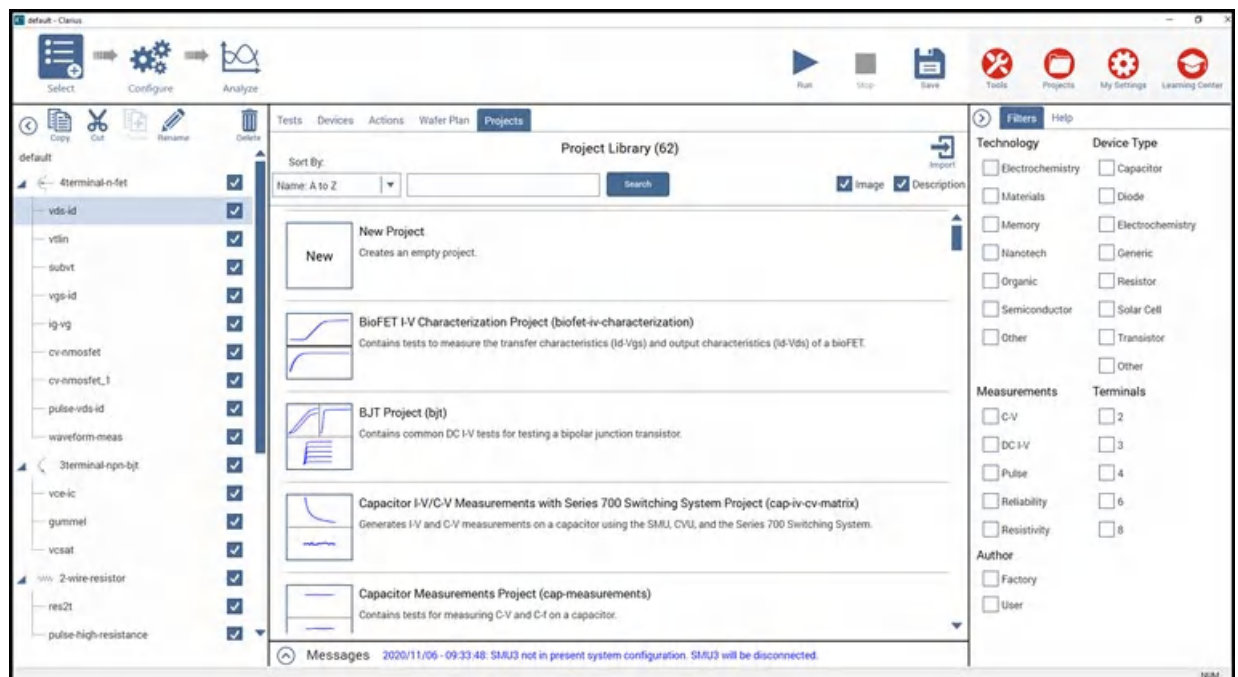 default - Clarius
Select
Configure
Analyze
Run
Stop
Save
Tools
Projects
My Settings
Learning Center
Copy
Cut
Rename
Delete
default
4terminal-n-fet
vds-id
vtlin
subvt
vgs-id
ig-vg
cv-nmosfet
cv-nmosfet_1
pulse-vds-id
waveform-meas
3terminal-npn-bjt
vce-ic
gummel
vcsat
2-wire-resistor
res2t
pulse-high-resistance
Tests Devices Actions Wafer Plan Projects
Project Library (62)
Import
Sort By:
Name: A to Z
Search
Image
Description
New
New Project
Creates an empty project.
BioFET I-V Characterization Project (biofet-iv-characterization)
Contains tests to measure the transfer characteristics (Id-Vgs) and output characteristics (Id-Vds) of a bioFET.
BJT Project (bjt)
Contains common DC I-V tests for testing a bipolar junction transistor.
Capacitor I-V/C-V Measurements with Series 700 Switching System Project (cap-iv-cv-matrix)
Generates I-V and C-V measurements on a capacitor using the SMU, CVU, and the Series 700 Switching System.
Capacitor Measurements Project (cap-measurements)
Contains tests for measuring C-V and C-f on a capacitor.
Messages 2020/11/06 - 09:33:48: SMU3 not in present system configuration. SMU3 will be disconnected.
Filters Help
Technology
Electrochemistry
Materials
Memory
Nanotech
Organic
Semiconductor
Other
Device Type
Capacitor
Diode
Electrochemistry
Generic
Resistor
Solar Cell
Transistor
Other
Measurements
C-V
DC I-V
Pulse
Reliability
Resistivity
Terminals
2
3
4
6
8
Author
Factory
User
NUM